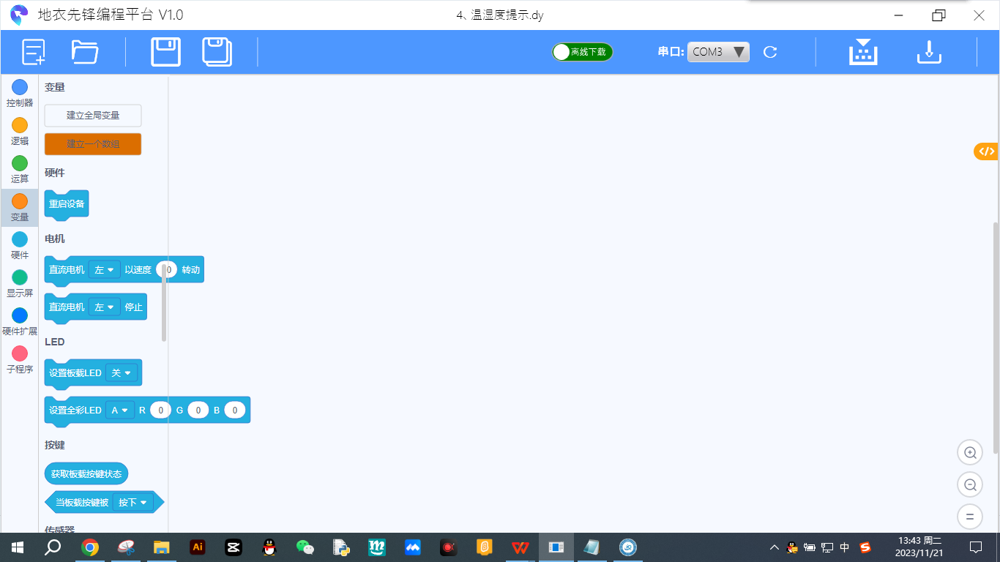 地衣先锋编程平台 V1.0
4、温湿度提示.dy
离线下载
串口:
COM3
控制器
逻辑
运算
变量
硬件
显示屏
硬件扩展
子程序
变量
建立全局变量
建立一个数组
硬件
重启设备
电机
直流电机 左 以速度 0 转动
直流电机 左 停止
LED
设置板载LED 关
设置全彩LED A R 0 G 0 B 0
按键
获取板载按键状态
当板载按键被 按下
传感器
</>
Ai
中
13:43 周二
2023/11/21